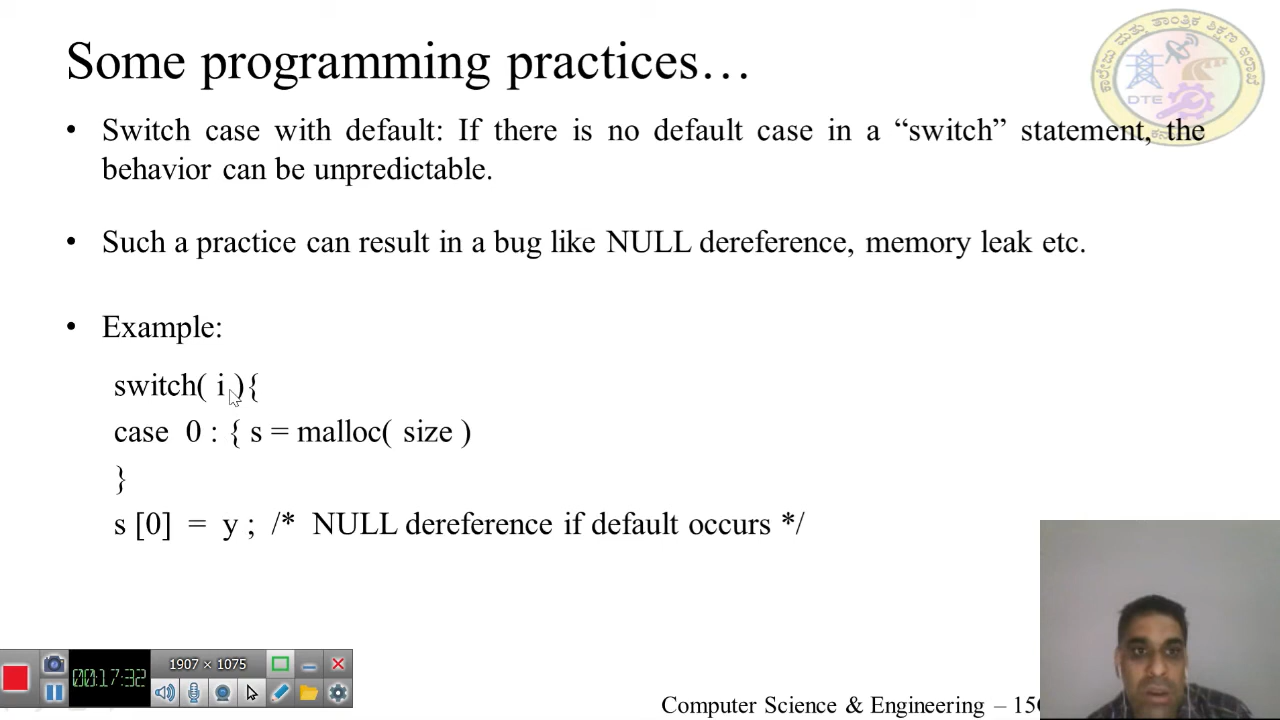 Some programming practices…
• Switch case with default: If there is no default case in a “switch” statement, the
behavior can be unpredictable.
• Such a practice can result in a bug like NULL dereference, memory leak etc.
• Example:
switch( i ){
case 0 : { s = malloc( size )
}
s [0] = y ; /* NULL dereference if default occurs */
DTE
00:17:32
1907 × 1075
Computer Science & Engineering –